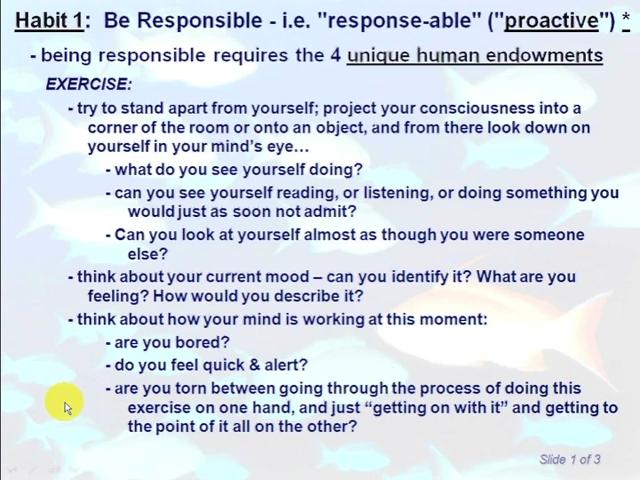 Habit 1: Be Responsible - i.e. "response-able" ("proactive") *
- being responsible requires the 4 unique human endowments
EXERCISE:
- try to stand apart from yourself; project your consciousness into a
corner of the room or onto an object, and from there look down on
yourself in your mind’s eye…
- what do you see yourself doing?
- can you see yourself reading, or listening, or doing something you
would just as soon not admit?
- Can you look at yourself almost as though you were someone
else?
- think about your current mood – can you identify it? What are you
feeling? How would you describe it?
- think about how your mind is working at this moment:
- are you bored?
- do you feel quick & alert?
- are you torn between going through the process of doing this
exercise on one hand, and just “getting on with it” and getting to
the point of it all on the other?
Slide 1 of 3